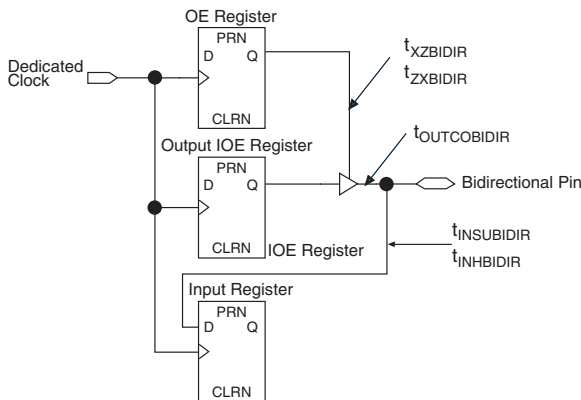 OE Register
PRN
D Q
CLRN
Dedicated
Clock
tXZBIDIR
tZXBIDIR
Output IOE Register
PRN
D Q
CLRN
tOUTCOBIDIR
Bidirectional Pin
IOE Register
tINSUBIDIR
tINHBIDIR
Input Register
PRN
D Q
CLRN